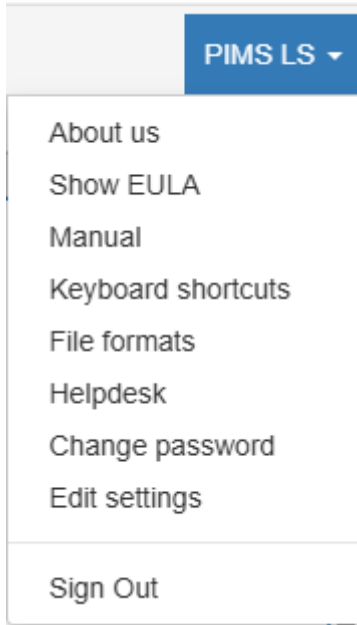 PIMS LS
About us
Show EULA
Manual
Keyboard shortcuts
File formats
Helpdesk
Change password
Edit settings
Sign Out